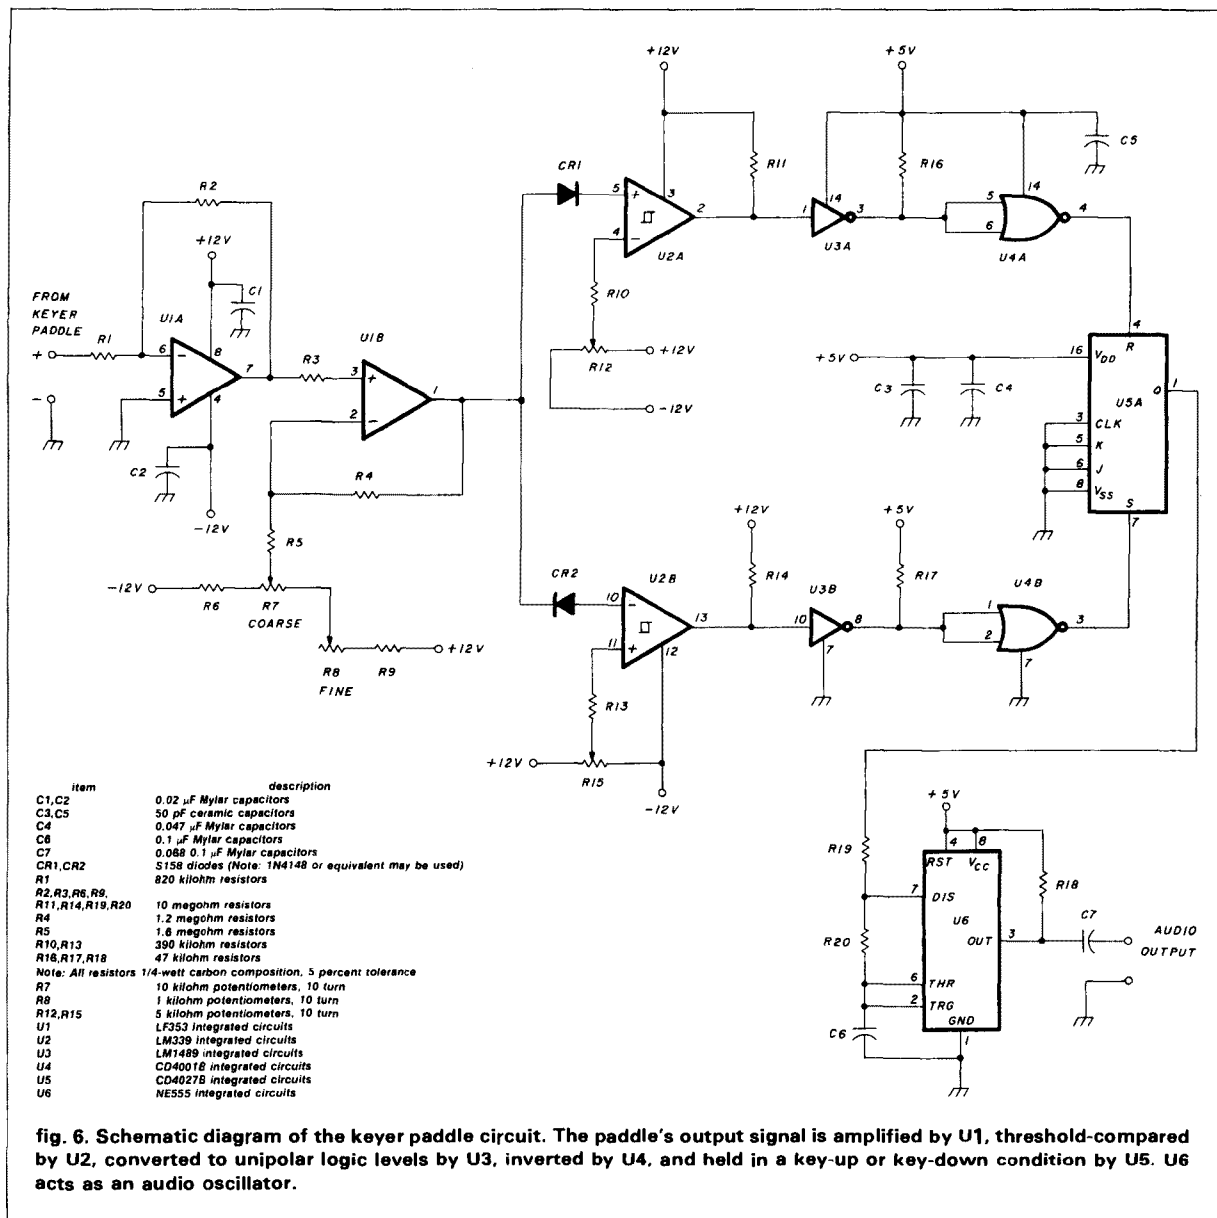 +12V
+5V
R2
CR1
5
+
3
4
−
2
U2A
R11
1
14
3
U3A
R16
5
6
14
4
U4A
C5
+12V
C1
FROM
KEYER
PADDLE
+
−
R1
U1A
6
−
5
+
8
7
4
C2
−12V
R3
U1B
3
+
2
−
1
R4
R5
−12V
R6
R7
COARSE
R8
FINE
R9
+12V
R10
R12
+12V
−12V
+5V
C3
C4
16
VDD
4
R
U5A
Q
1
3
CLK
5
K
6
J
8
VSS
S
7
CR2
U2B
10
−
11
+
13
12
R13
+12V
R15
−12V
+12V
R14
U3B
10
8
7
+5V
R17
U4B
1
2
3
7
+5V
R19
R20
C6
4
RST
8
VCC
7
DIS
U6
OUT
3
6
THR
2
TRG
GND
1
R18
C7
AUDIO
OUTPUT
item description
C1,C2 0.02 µF Mylar capacitors
C3,C5 50 pF ceramic capacitors
C4 0.047 µF Mylar capacitors
C6 0.1 µF Mylar capacitors
C7 0.068 0.1 µF Mylar capacitors
CR1,CR2 S158 diodes (Note: 1N4148 or equivalent may be used)
R1 820 kilohm resistors
R2,R3,R6,R9,
R11,R14,R19,R20 10 megohm resistors
R4 1.2 megohm resistors
R5 1.6 megohm resistors
R10,R13 390 kilohm resistors
R16,R17,R18 47 kilohm resistors
Note: All resistors 1/4-watt carbon composition, 5 percent tolerance
R7 10 kilohm potentiometers, 10 turn
R8 1 kilohm potentiometers, 10 turn
R12,R15 5 kilohm potentiometers, 10 turn
U1 LF353 integrated circuits
U2 LM339 integrated circuits
U3 LM1489 integrated circuits
U4 CD4001B integrated circuits
U5 CD4027B integrated circuits
U6 NE555 integrated circuits
fig. 6. Schematic diagram of the keyer paddle circuit. The paddle's output signal is amplified by U1, threshold-compared
by U2, converted to unipolar logic levels by U3, inverted by U4, and held in a key-up or key-down condition by U5. U6
acts as an audio oscillator.